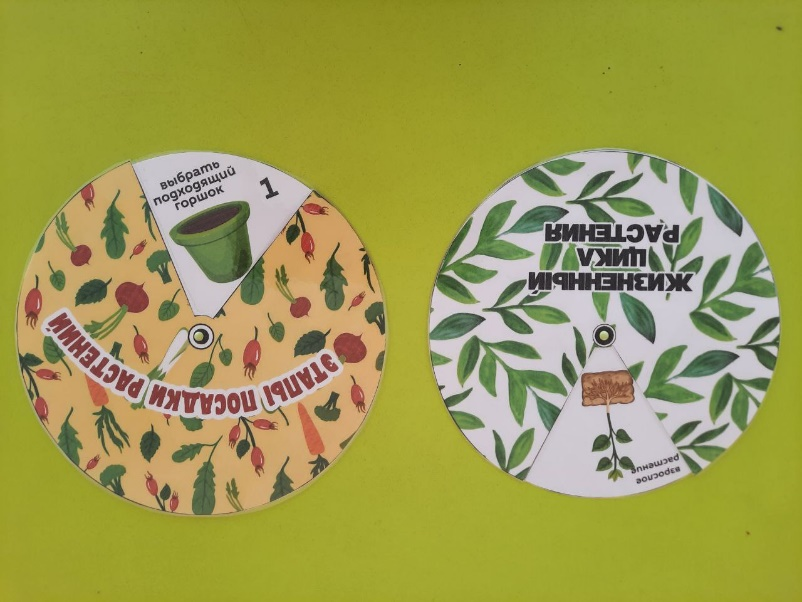 выбрать
подходящий
горшок
1
ЭТАПЫ ПОСАДКИ РАСТЕНИЙ
ЖИЗНЕННЫЙ
ЦИКЛ
РАСТЕНИЯ
взрослое
растение